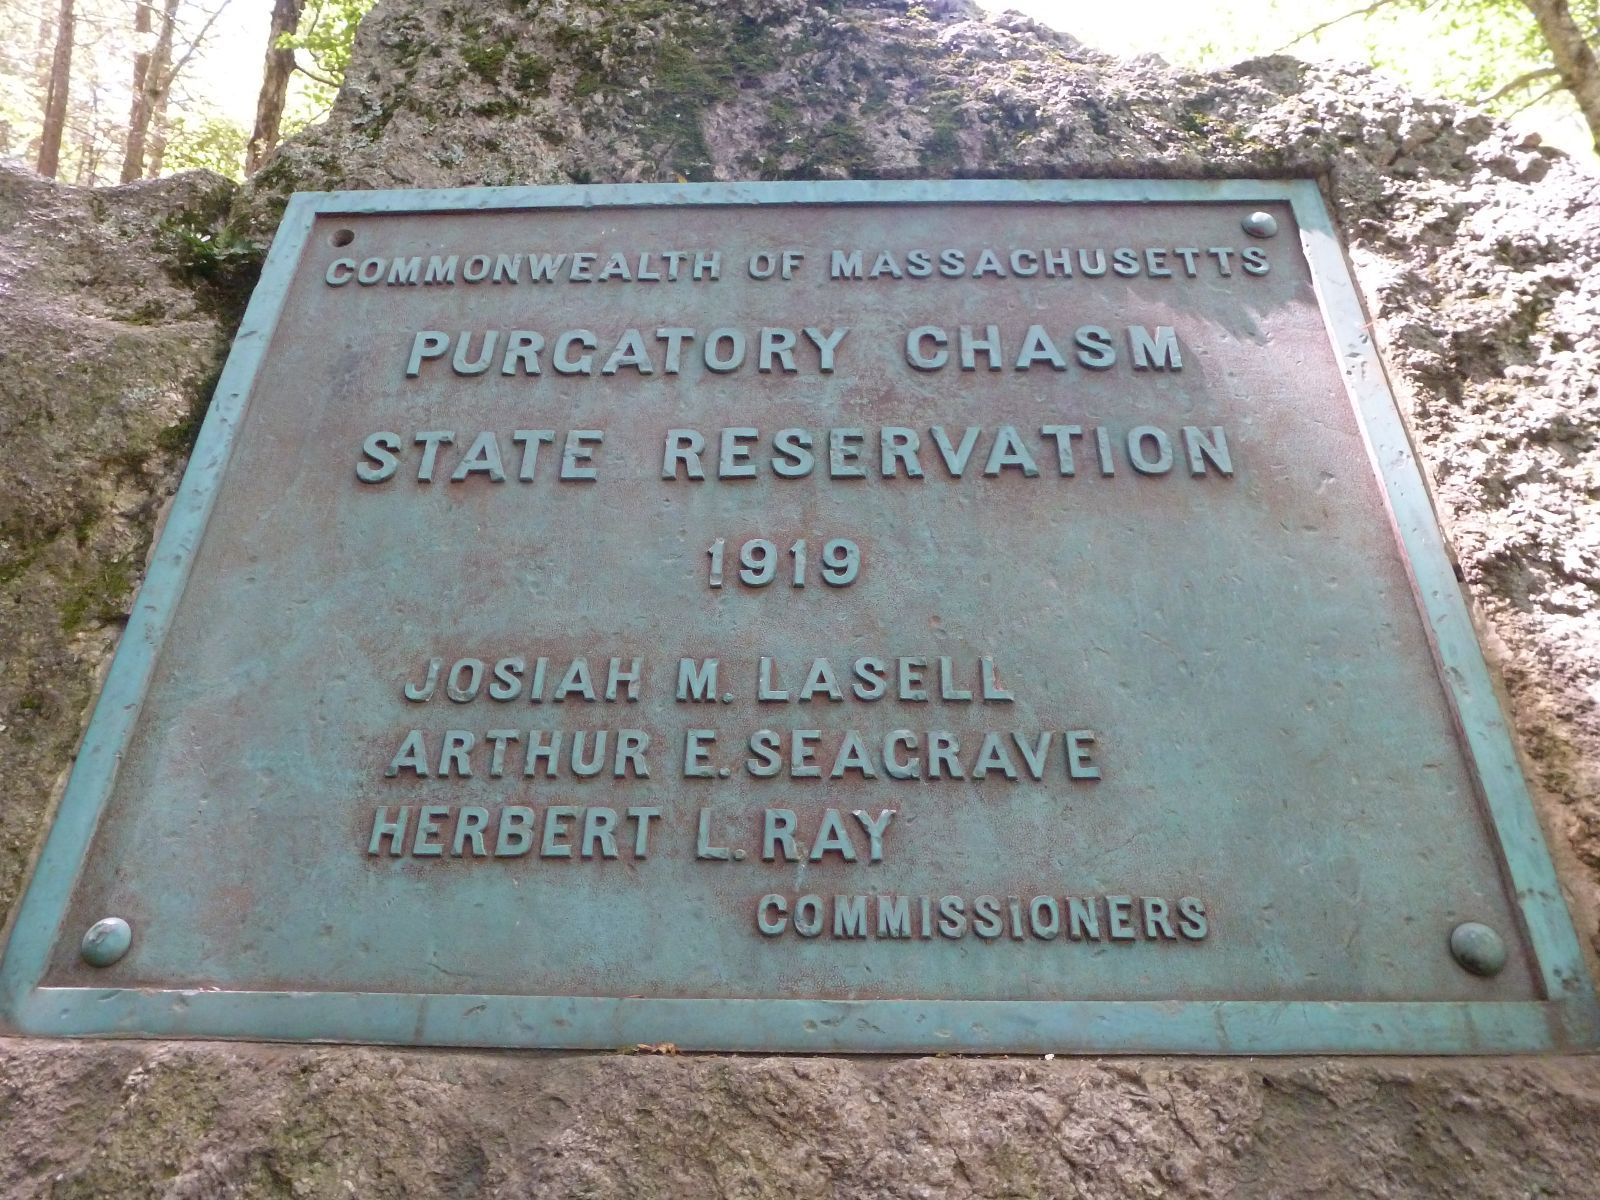 COMMONWEALTH OF MASSACHUSETTS
PURGATORY CHASM
STATE RESERVATION
1919
JOSIAH M. LASELL
ARTHUR E. SEAGRAVE
HERBERT L. RAY
COMMISSIONERS